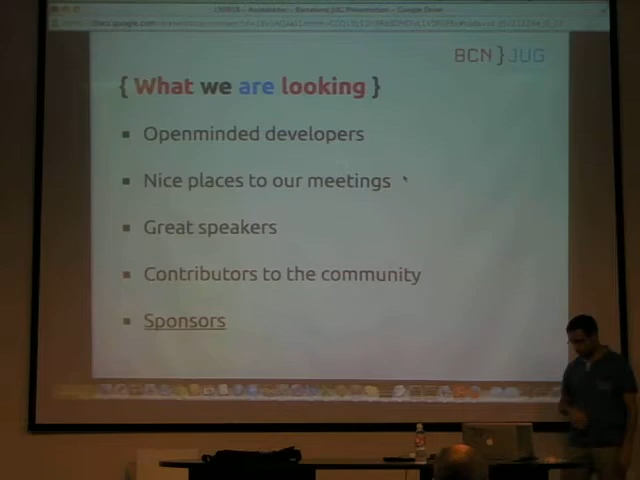 BCN } JUG
{ What we are looking }
Openminded developers
Nice places to our meetings
Great speakers
Contributors to the community
Sponsors